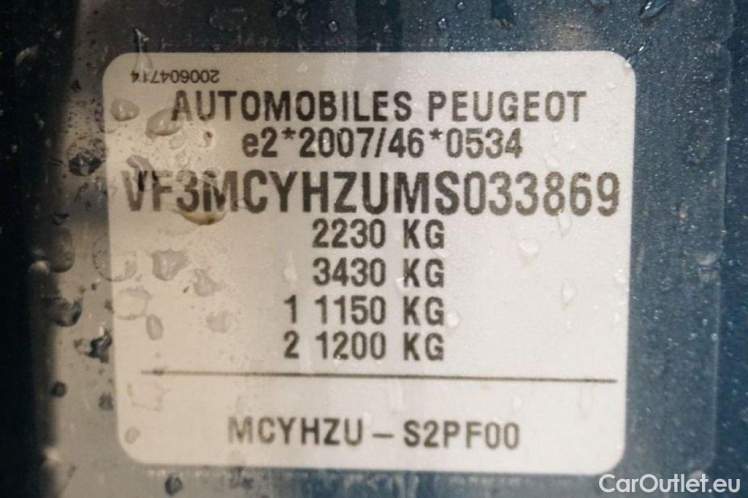 200604714
AUTOMOBILES PEUGEOT
e2*2007/46*0534
VF3MCYHZUMS033869
2230 KG
3430 KG
1 1150 KG
2 1200 KG
MCYHZU – S2PF00
CarOutlet.eu